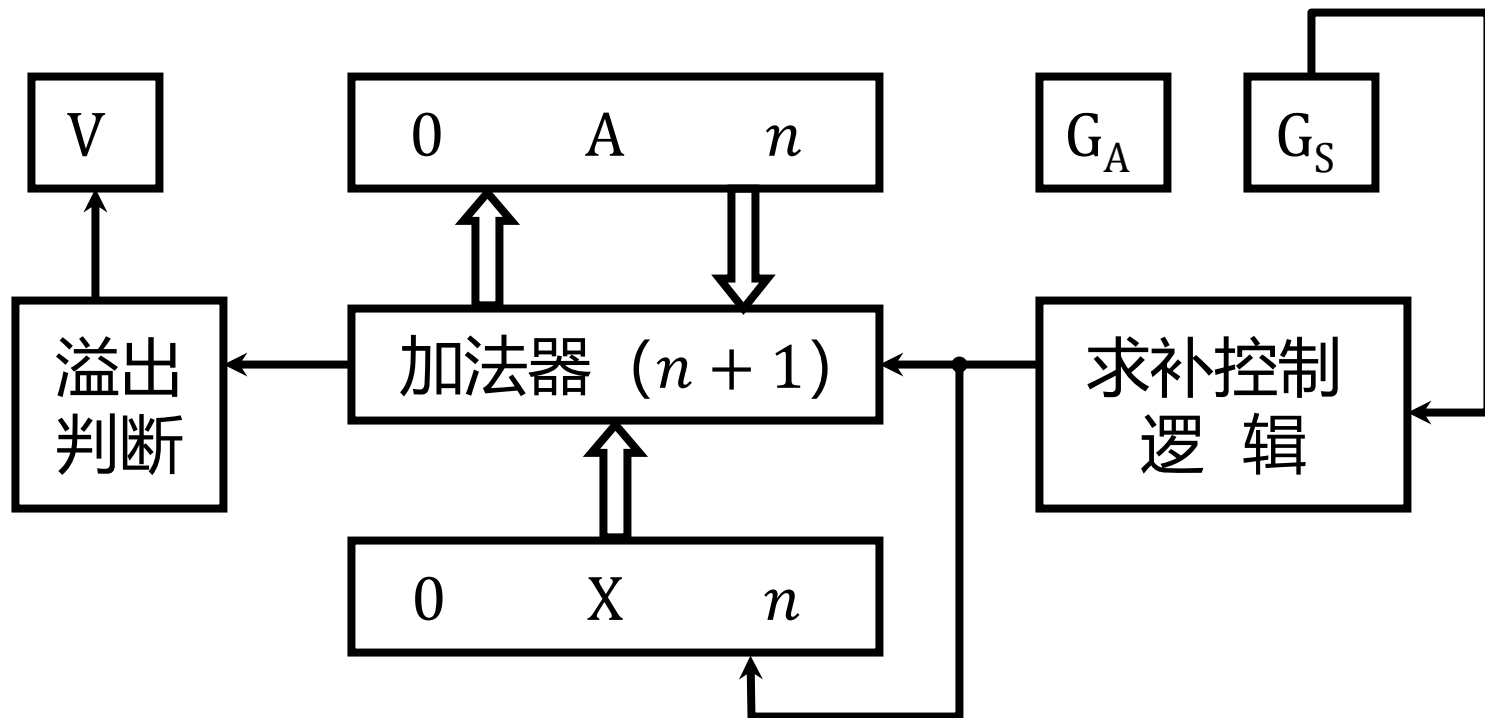 V
0 A n
G_A
G_S
溢出
判断
加法器 (n + 1)
求补控制
逻 辑
0 X n